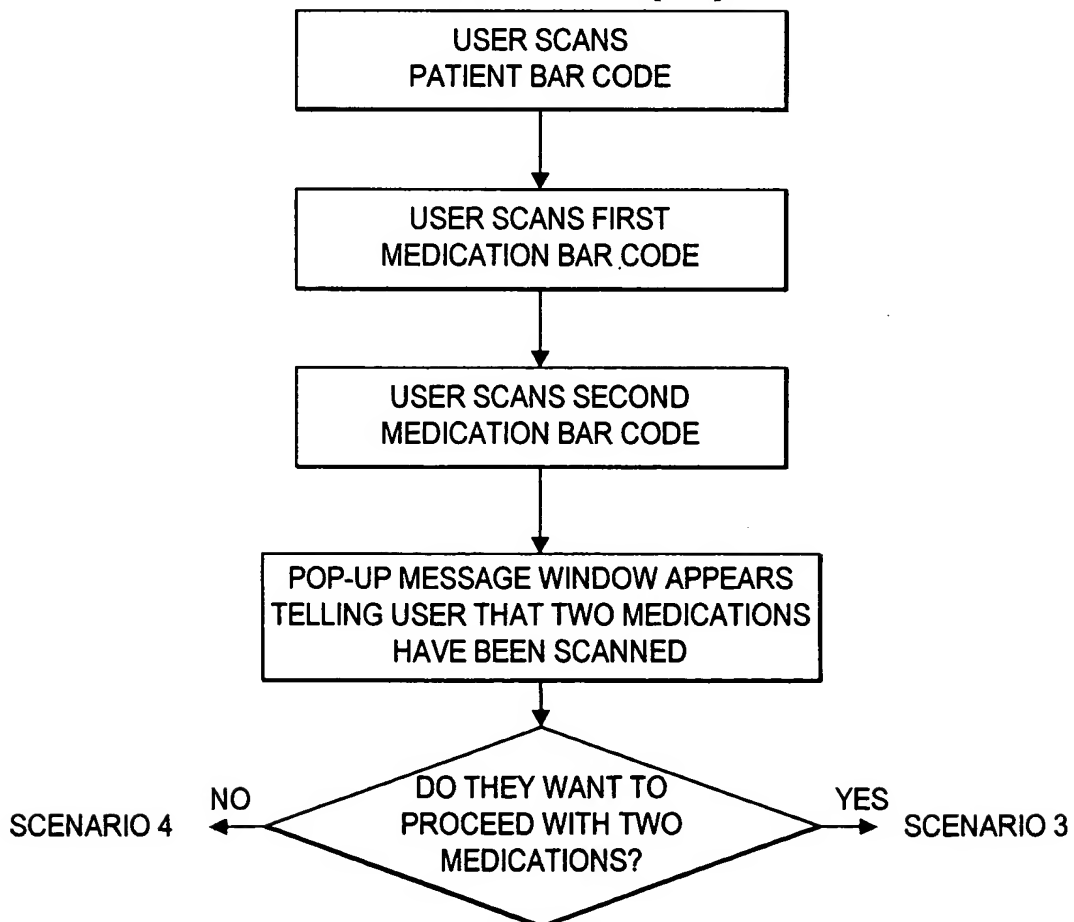 USER SCANS
PATIENT BAR CODE
USER SCANS FIRST
MEDICATION BAR CODE
USER SCANS SECOND
MEDICATION BAR CODE
POP-UP MESSAGE WINDOW APPEARS
TELLING USER THAT TWO MEDICATIONS
HAVE BEEN SCANNED
DO THEY WANT TO
PROCEED WITH TWO
MEDICATIONS?
NO
SCENARIO 4
YES
SCENARIO 3